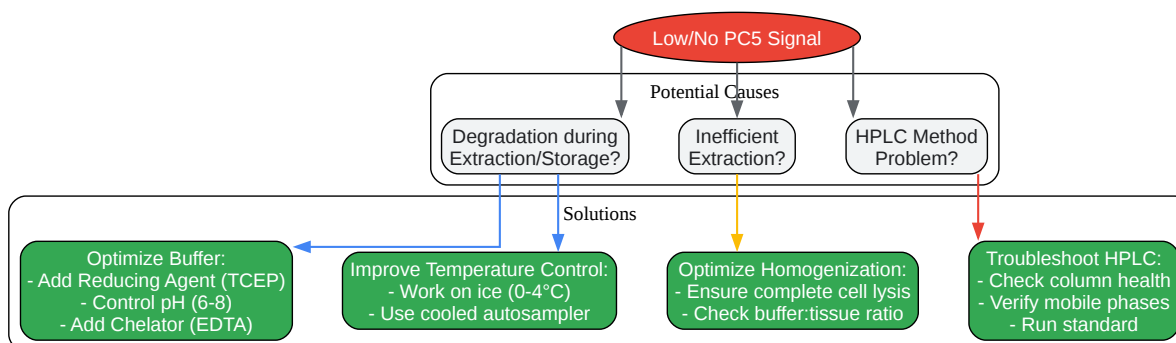 Low/No PC5 Signal
Potential Causes
Degradation during
Extraction/Storage?
Inefficient
Extraction?
HPLC Method
Problem?
Solutions
Optimize Buffer:
- Add Reducing Agent (TCEP)
- Control pH (6-8)
- Add Chelator (EDTA)
Improve Temperature Control:
- Work on ice (0-4°C)
- Use cooled autosampler
Optimize Homogenization:
- Ensure complete cell lysis
- Check buffer:tissue ratio
Troubleshoot HPLC:
- Check column health
- Verify mobile phases
- Run standard